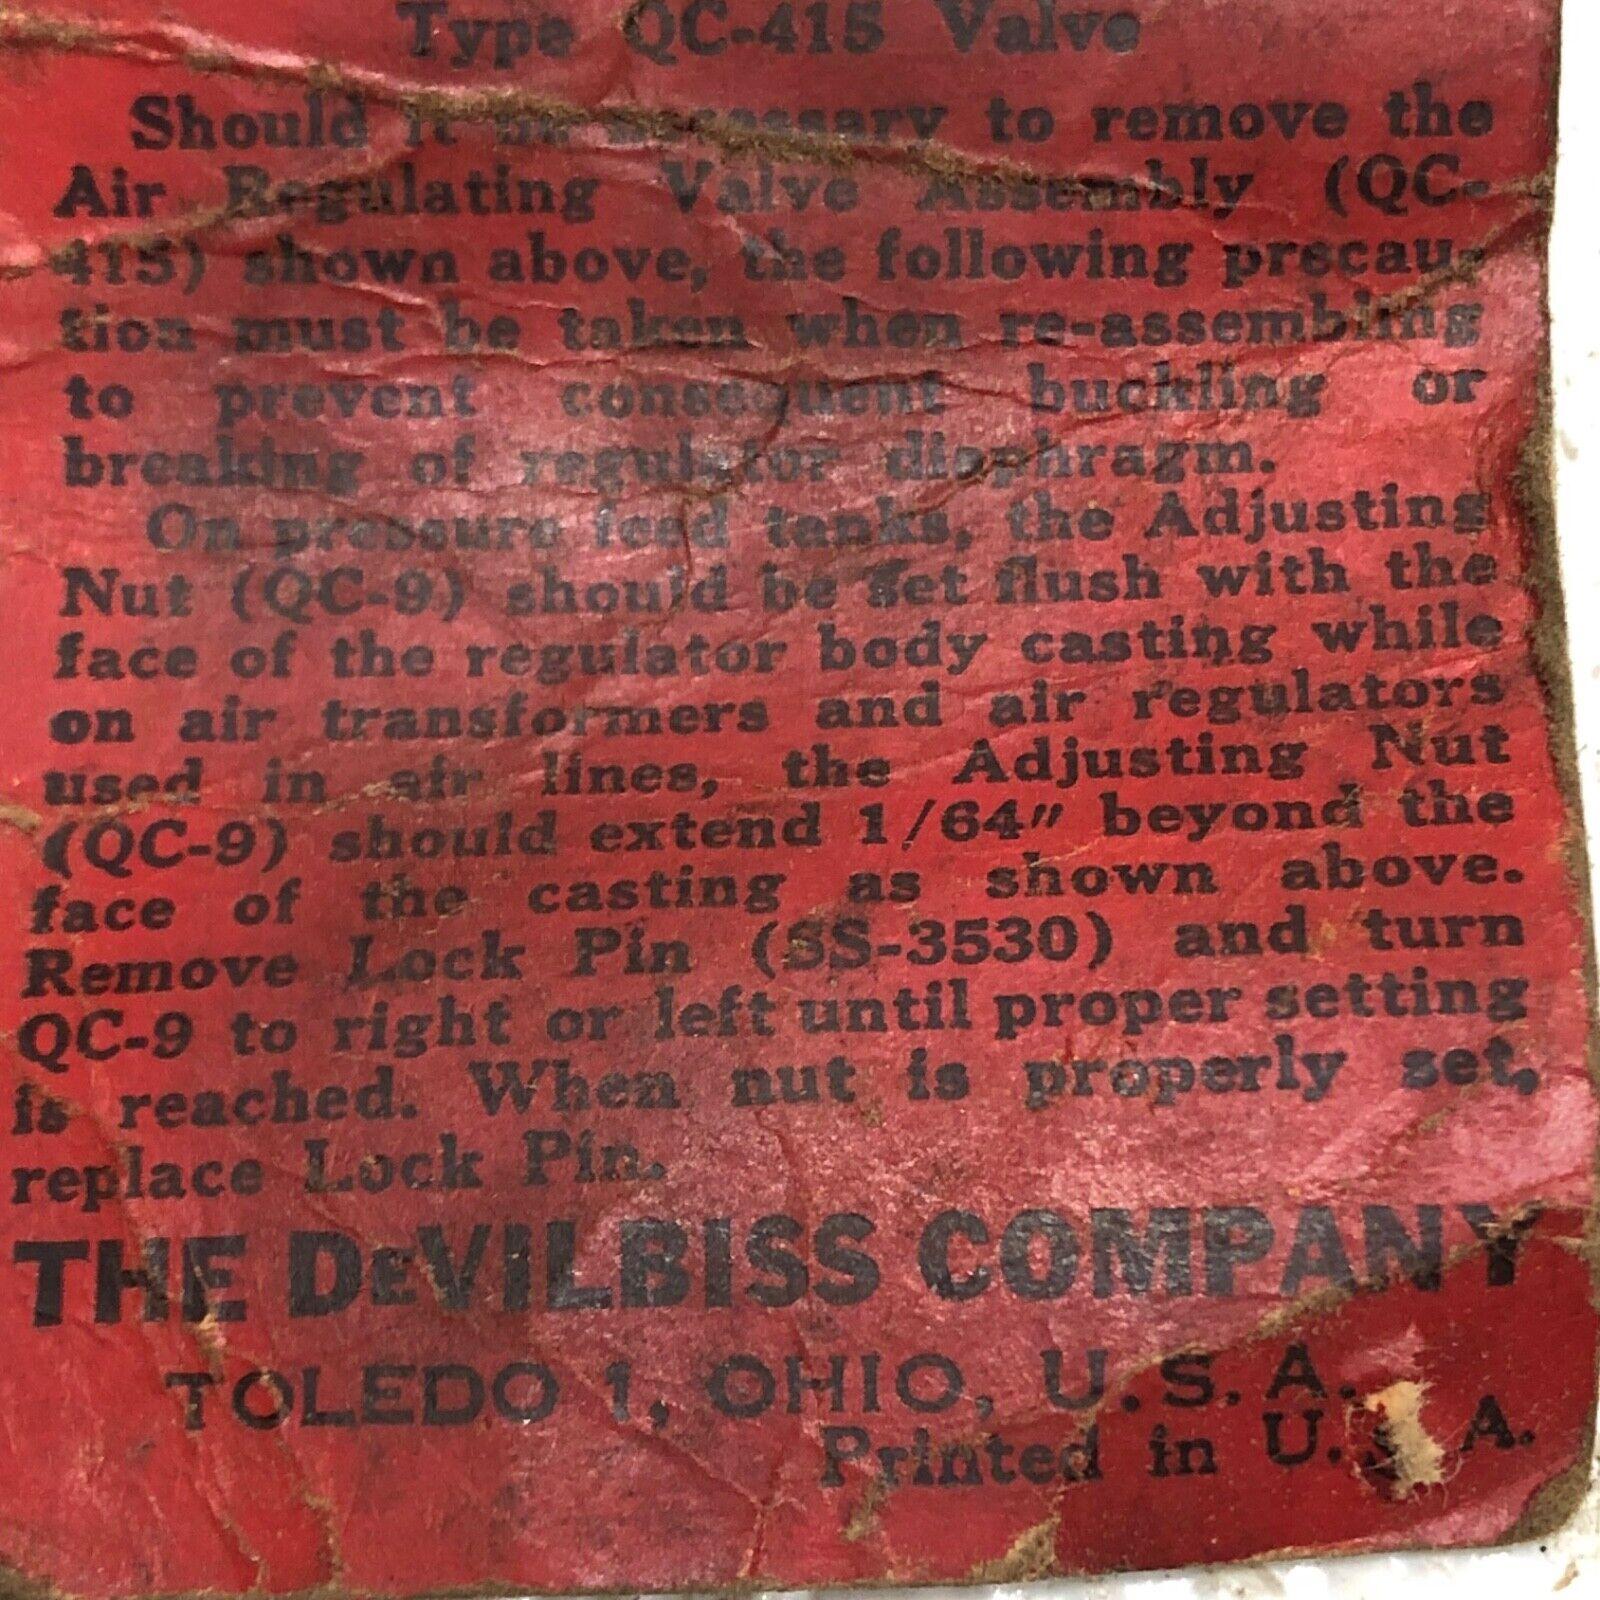 Type QC-415 Valve
Should it be necessary to remove the
Air Regulating Valve Assembly (QC-
415) shown above, the following precau-
tion must be taken when re-assembling
to prevent consequent buckling or
breaking of regulator diaphragm.
On pressure feed tanks, the Adjusting
Nut (QC-9) should be set flush with the
face of the regulator body casting while
on air transformers and air regulators
used in air lines, the Adjusting Nut
(QC-9) should extend 1/64" beyond the
face of the casting as shown above.
Remove Lock Pin (SS-3530) and turn
QC-9 to right or left until proper setting
is reached. When nut is properly set,
replace Lock Pin.
THE DeVILBISS COMPANY
TOLEDO 1, OHIO, U.S.A.
Printed in U.S.A.